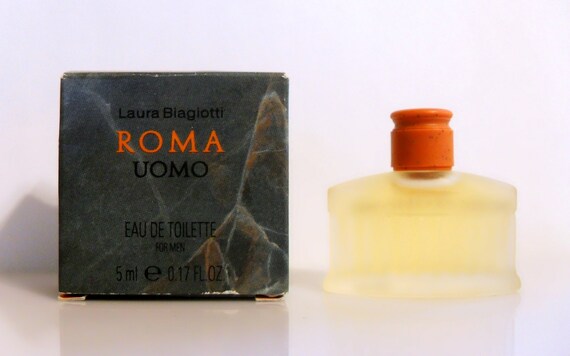 Laura Biagiotti
ROMA
UOMO
EAU DE TOILETTE
FOR MEN
5 ml e 0.17 FL.OZ